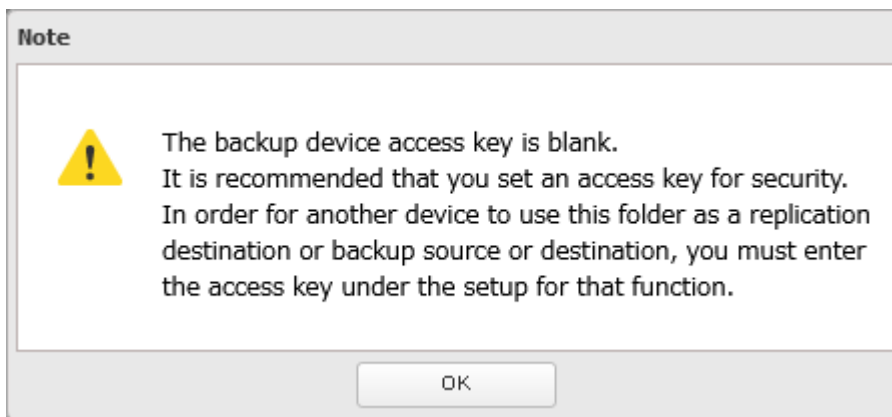 Note
The backup device access key is blank.
It is recommended that you set an access key for security.
In order for another device to use this folder as a replication
destination or backup source or destination, you must enter
the access key under the setup for that function.
OK